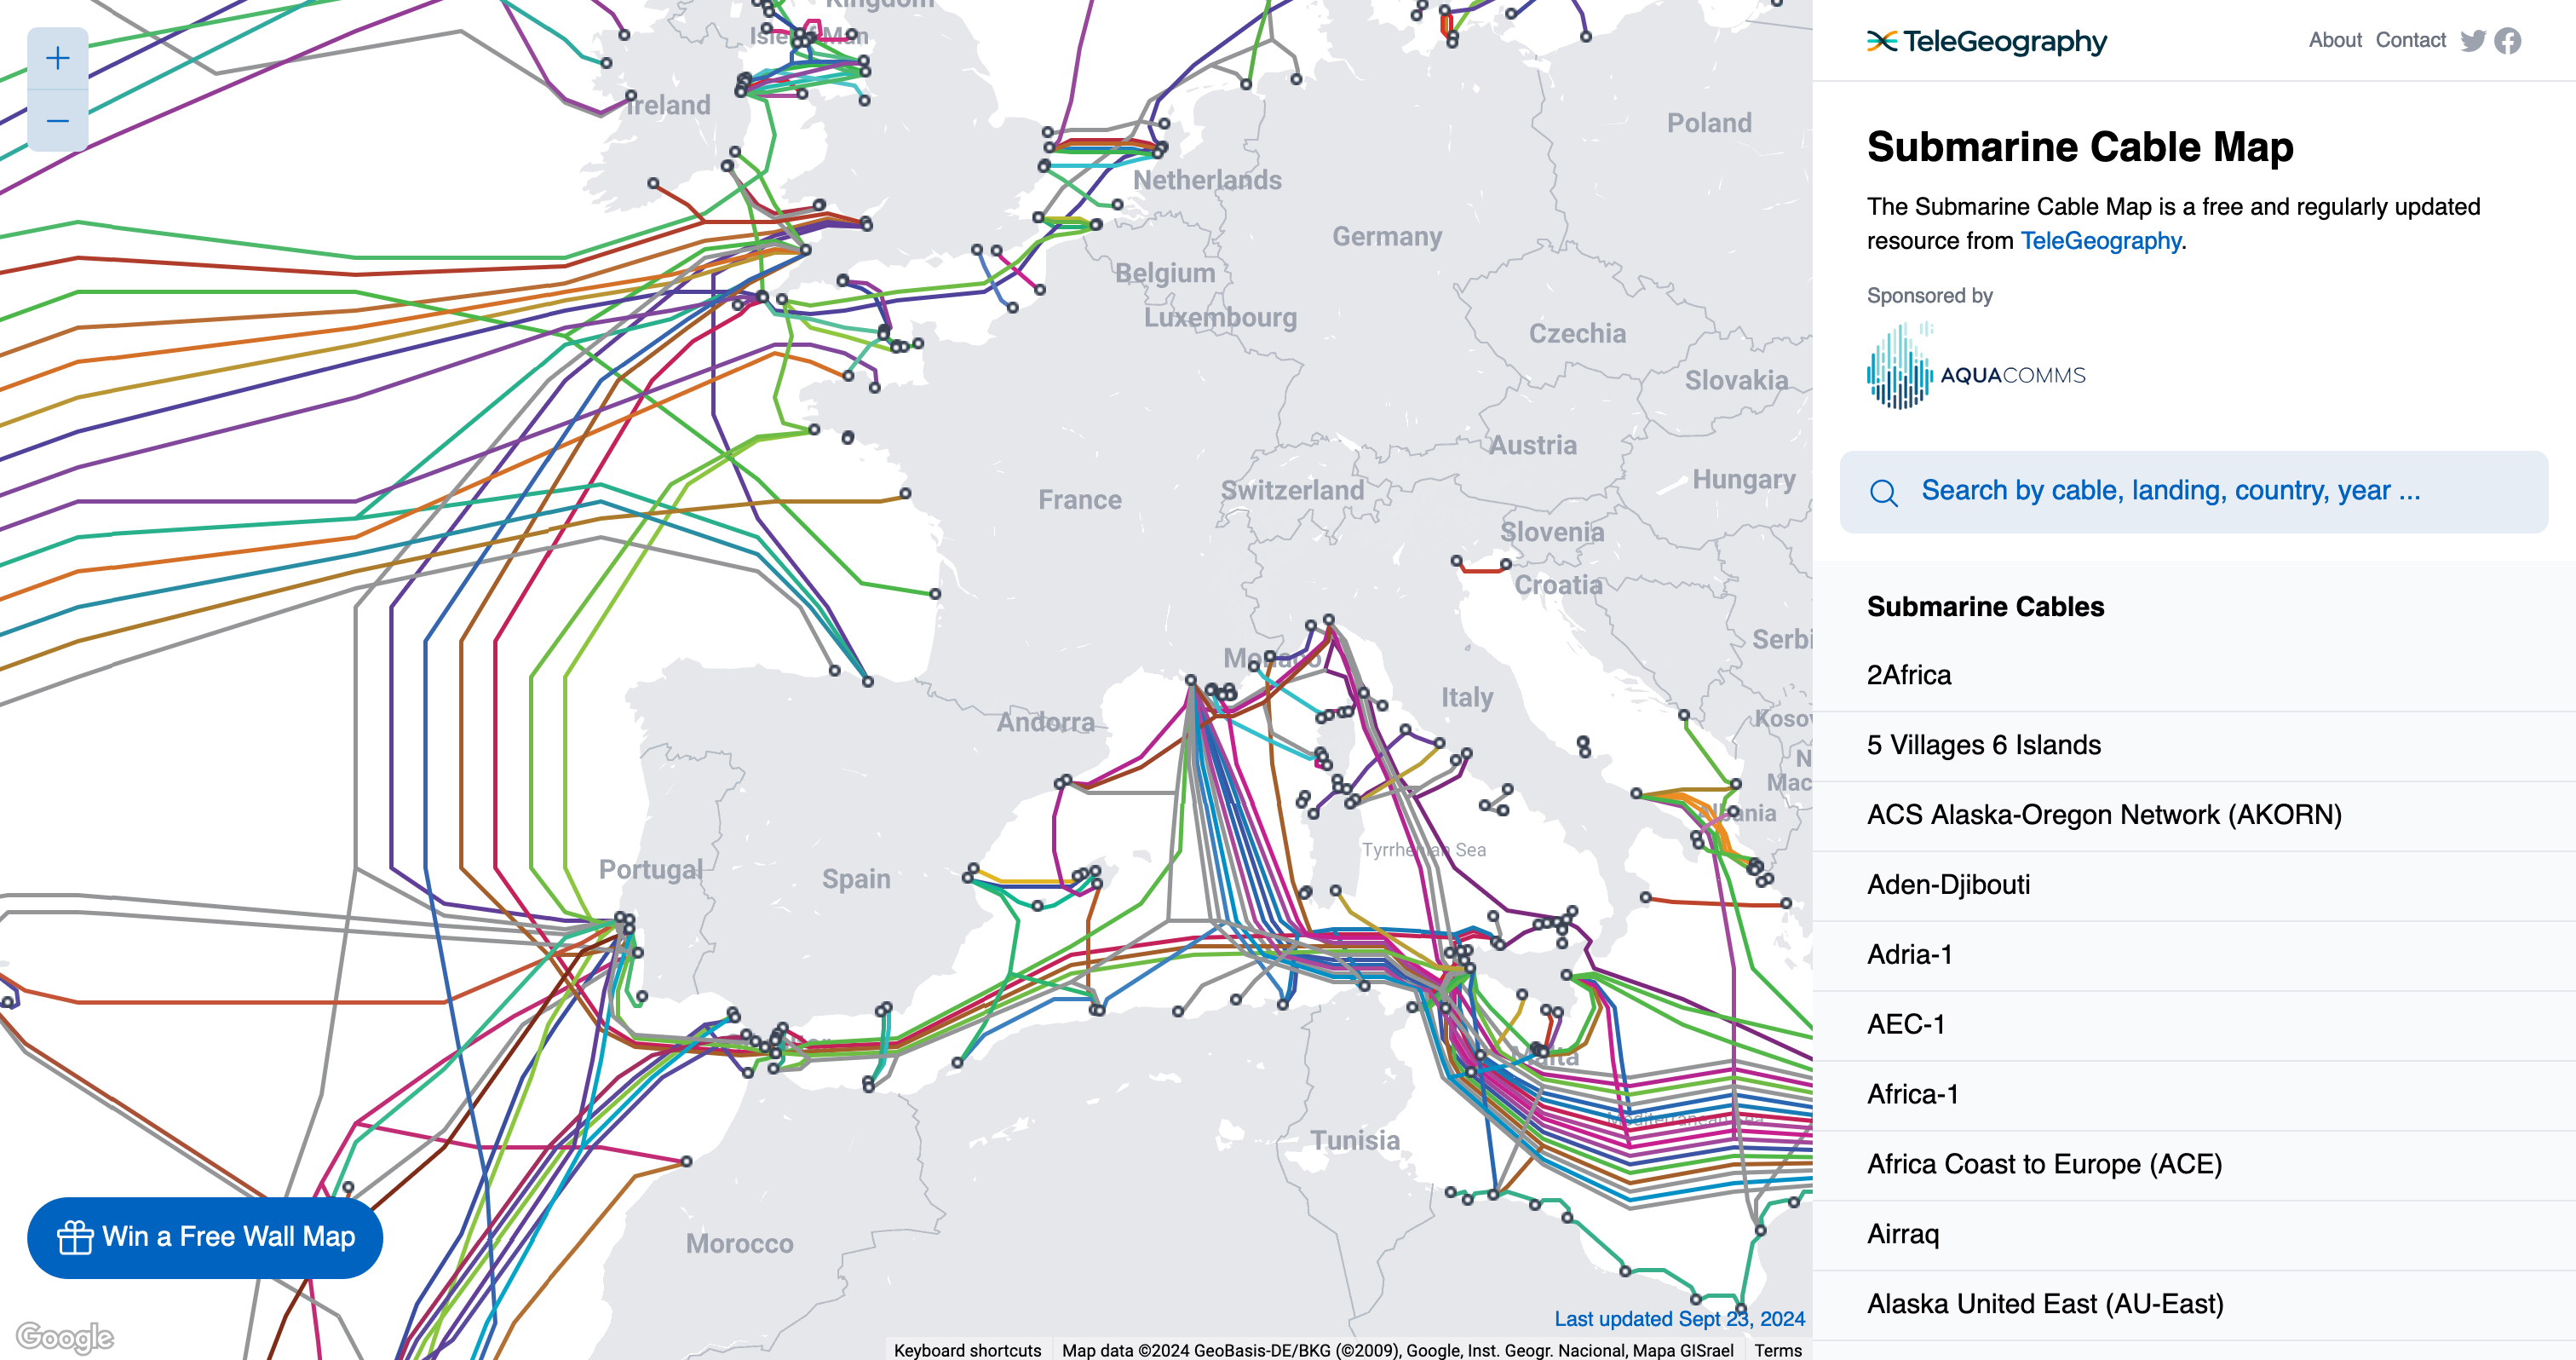 Kingdom
Isle of Man
Ireland
Poland
Netherlands
Germany
Belgium
Luxembourg
Czechia
Slovakia
Austria
Hungary
France
Switzerland
Slovenia
Croatia
Serbi
Monaco
Italy
Andorra
Kosov
N
Mac
Albania
Tyrrhenian Sea
Portugal
Spain
Malta
Mediterranean Sea
Tunisia
Morocco
+
−
Win a Free Wall Map
Google
Last updated Sept 23, 2024
Keyboard shortcuts
Map data ©2024 GeoBasis-DE/BKG (©2009), Google, Inst. Geogr. Nacional, Mapa GISrael
Terms
TeleGeography
About Contact
Submarine Cable Map
The Submarine Cable Map is a free and regularly updated
resource from TeleGeography.
Sponsored by
AQUACOMMS
Search by cable, landing, country, year ...
Submarine Cables
2Africa
5 Villages 6 Islands
ACS Alaska-Oregon Network (AKORN)
Aden-Djibouti
Adria-1
AEC-1
Africa-1
Africa Coast to Europe (ACE)
Airraq
Alaska United East (AU-East)